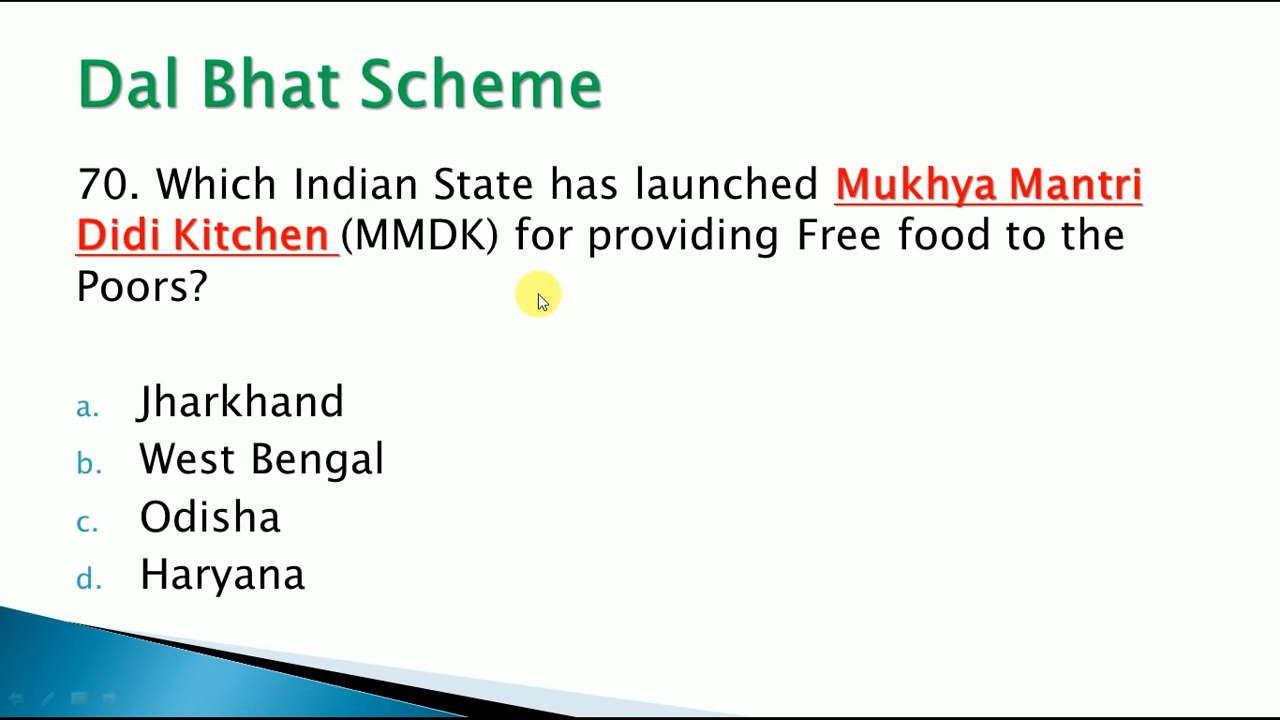 Dal Bhat Scheme
70. Which Indian State has launched Mukhya Mantri
Didi Kitchen (MMDK) for providing Free food to the
Poors?
a. Jharkhand
b. West Bengal
c. Odisha
d. Haryana